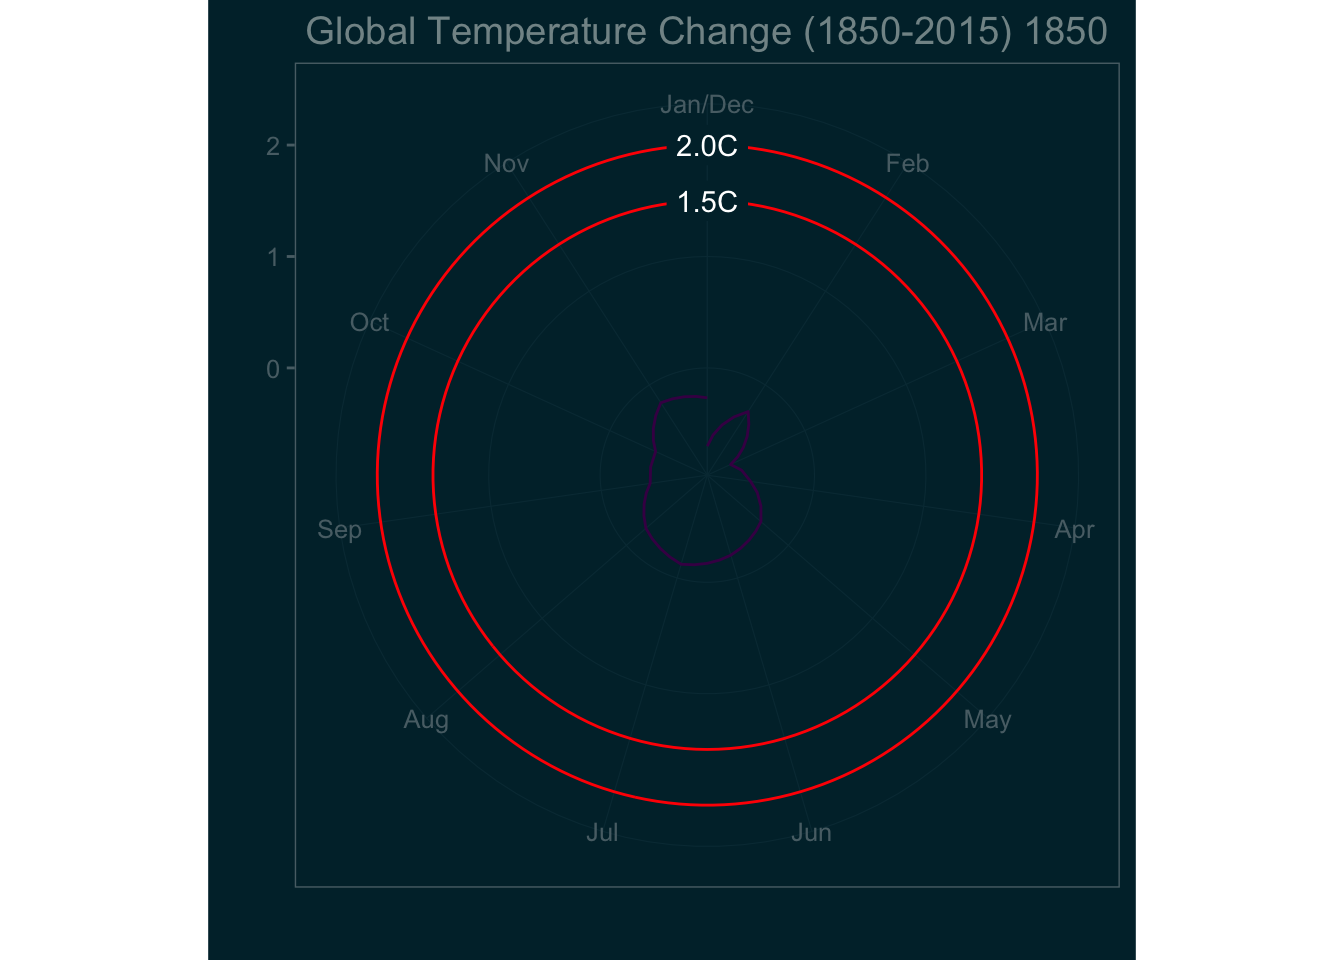 Global Temperature Change (1850-2015) 1850
Jan/Dec
2
2.0C
Nov
Feb
1.5C
1
Oct
Mar
0
Sep
Apr
Aug
May
Jul
Jun